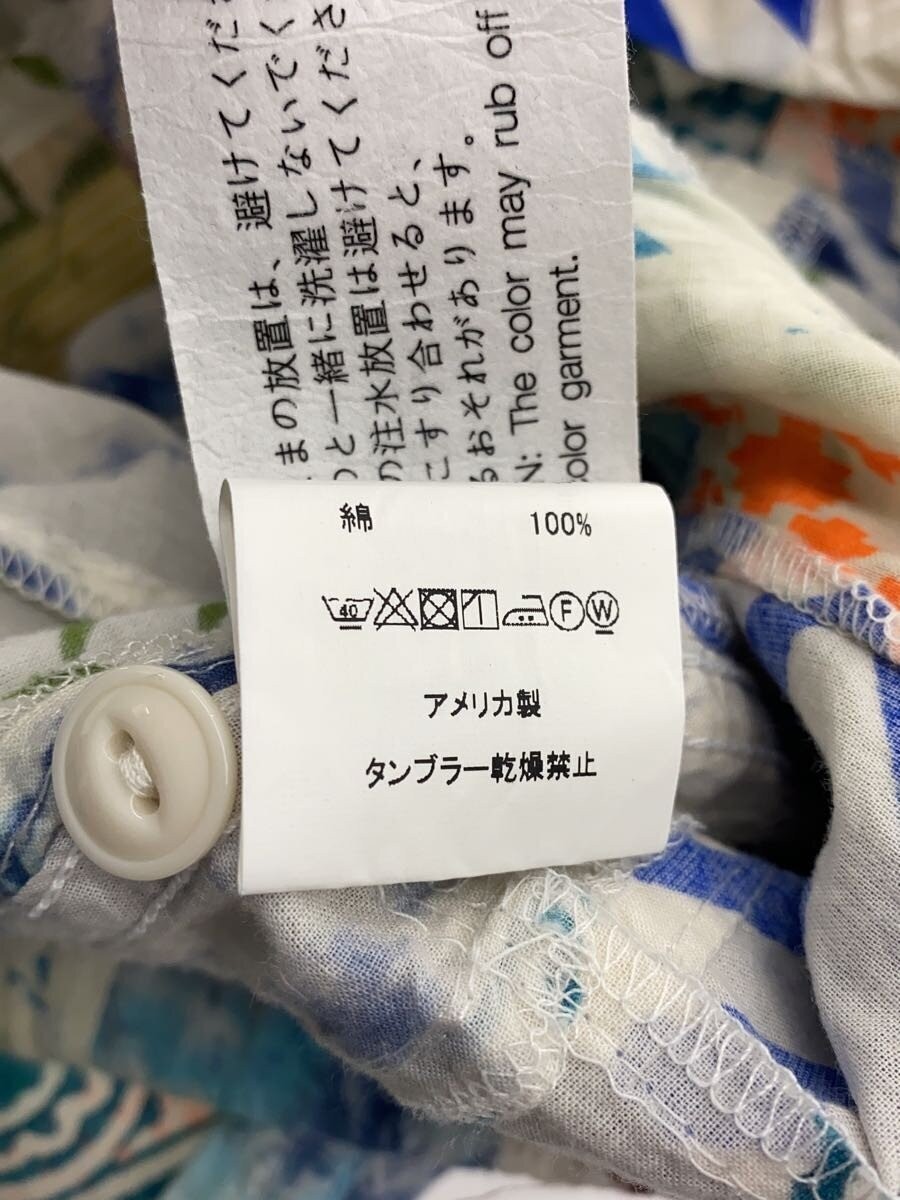 まの放置は、 避けてくだ
と一緒に洗濯しないでく
の注水放置は避けてくださ
こすり合わせると、
るおそれがあります。
N: The color may rub off
color garment.
綿 100%
40
F
W
アメリカ製
タンブラー乾燥禁止